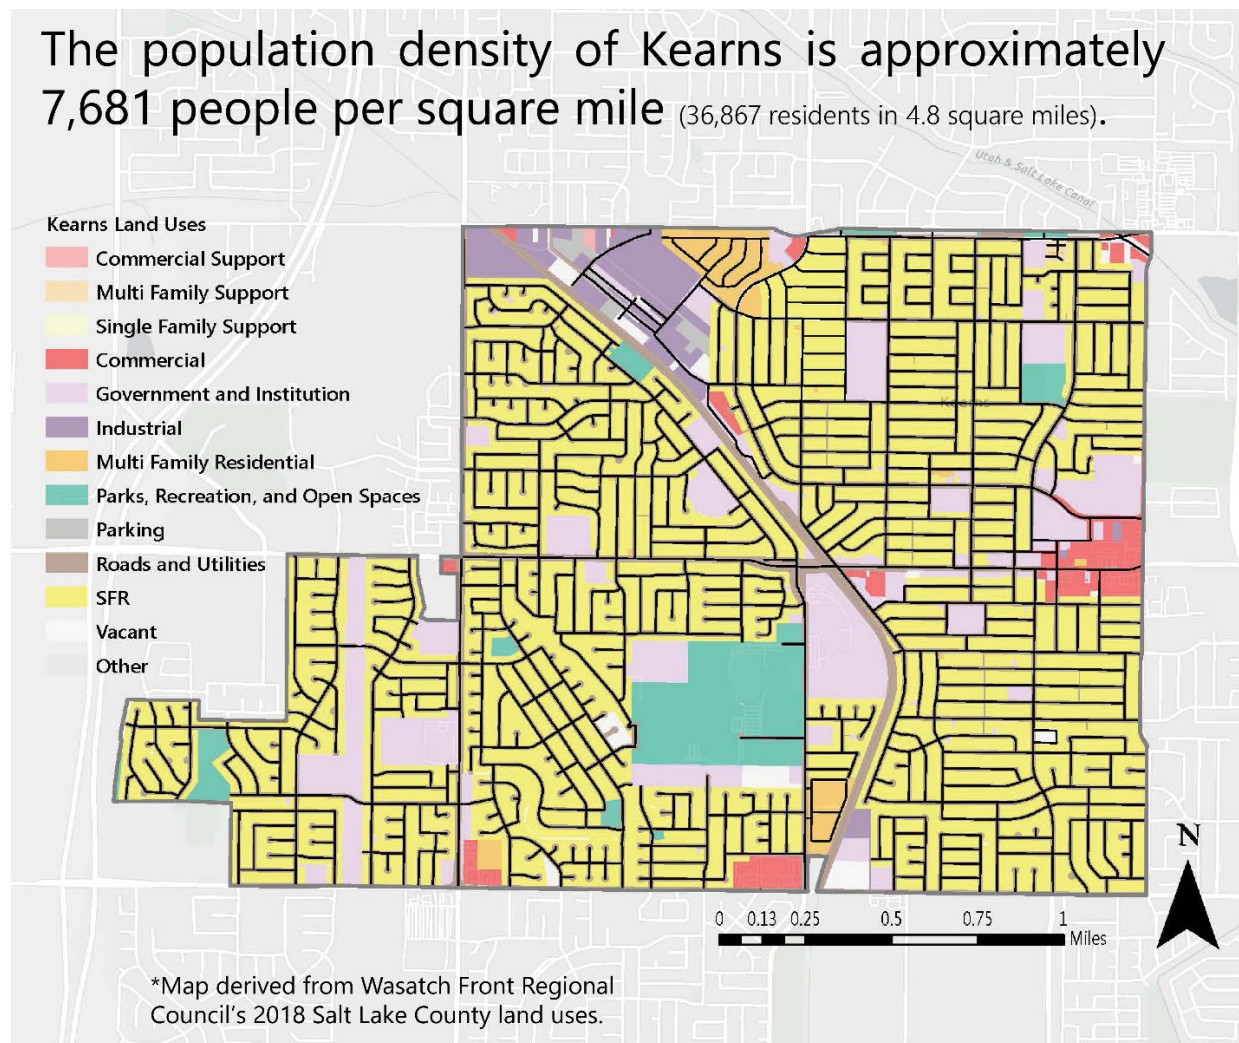 The population density of Kearns is approximately
7,681 people per square mile (36,867 residents in 4.8 square miles).
Utah & Salt Lake Canal
Kearns Land Uses
Commercial Support
Multi Family Support
Single Family Support
Commercial
Government and Institution
Industrial
Multi Family Residential
Parks, Recreation, and Open Spaces
Parking
Roads and Utilities
SFR
Vacant
Other
Kearns
N
0 0.13 0.25 0.5 0.75 1
Miles
*Map derived from Wasatch Front Regional
Council's 2018 Salt Lake County land uses.